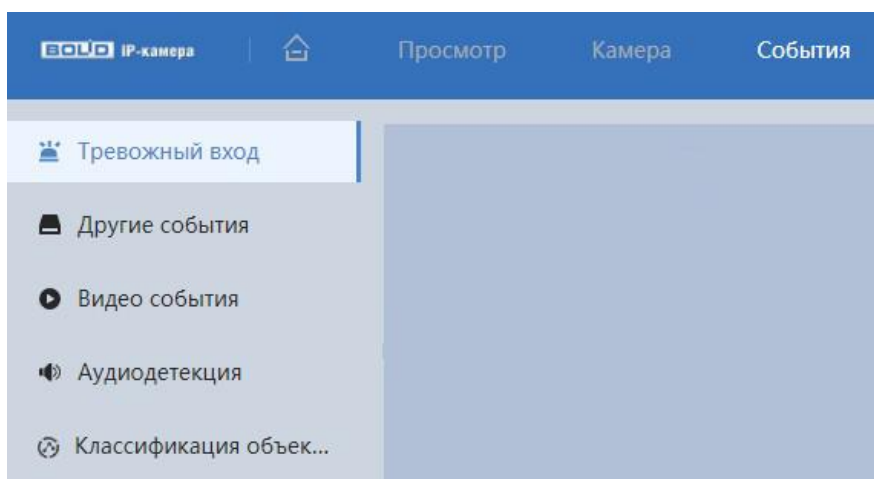 BOLID IP-камера Просмотр Камера События
Тревожный вход
Другие события
Видео события
Аудиодетекция
Классификация объек...